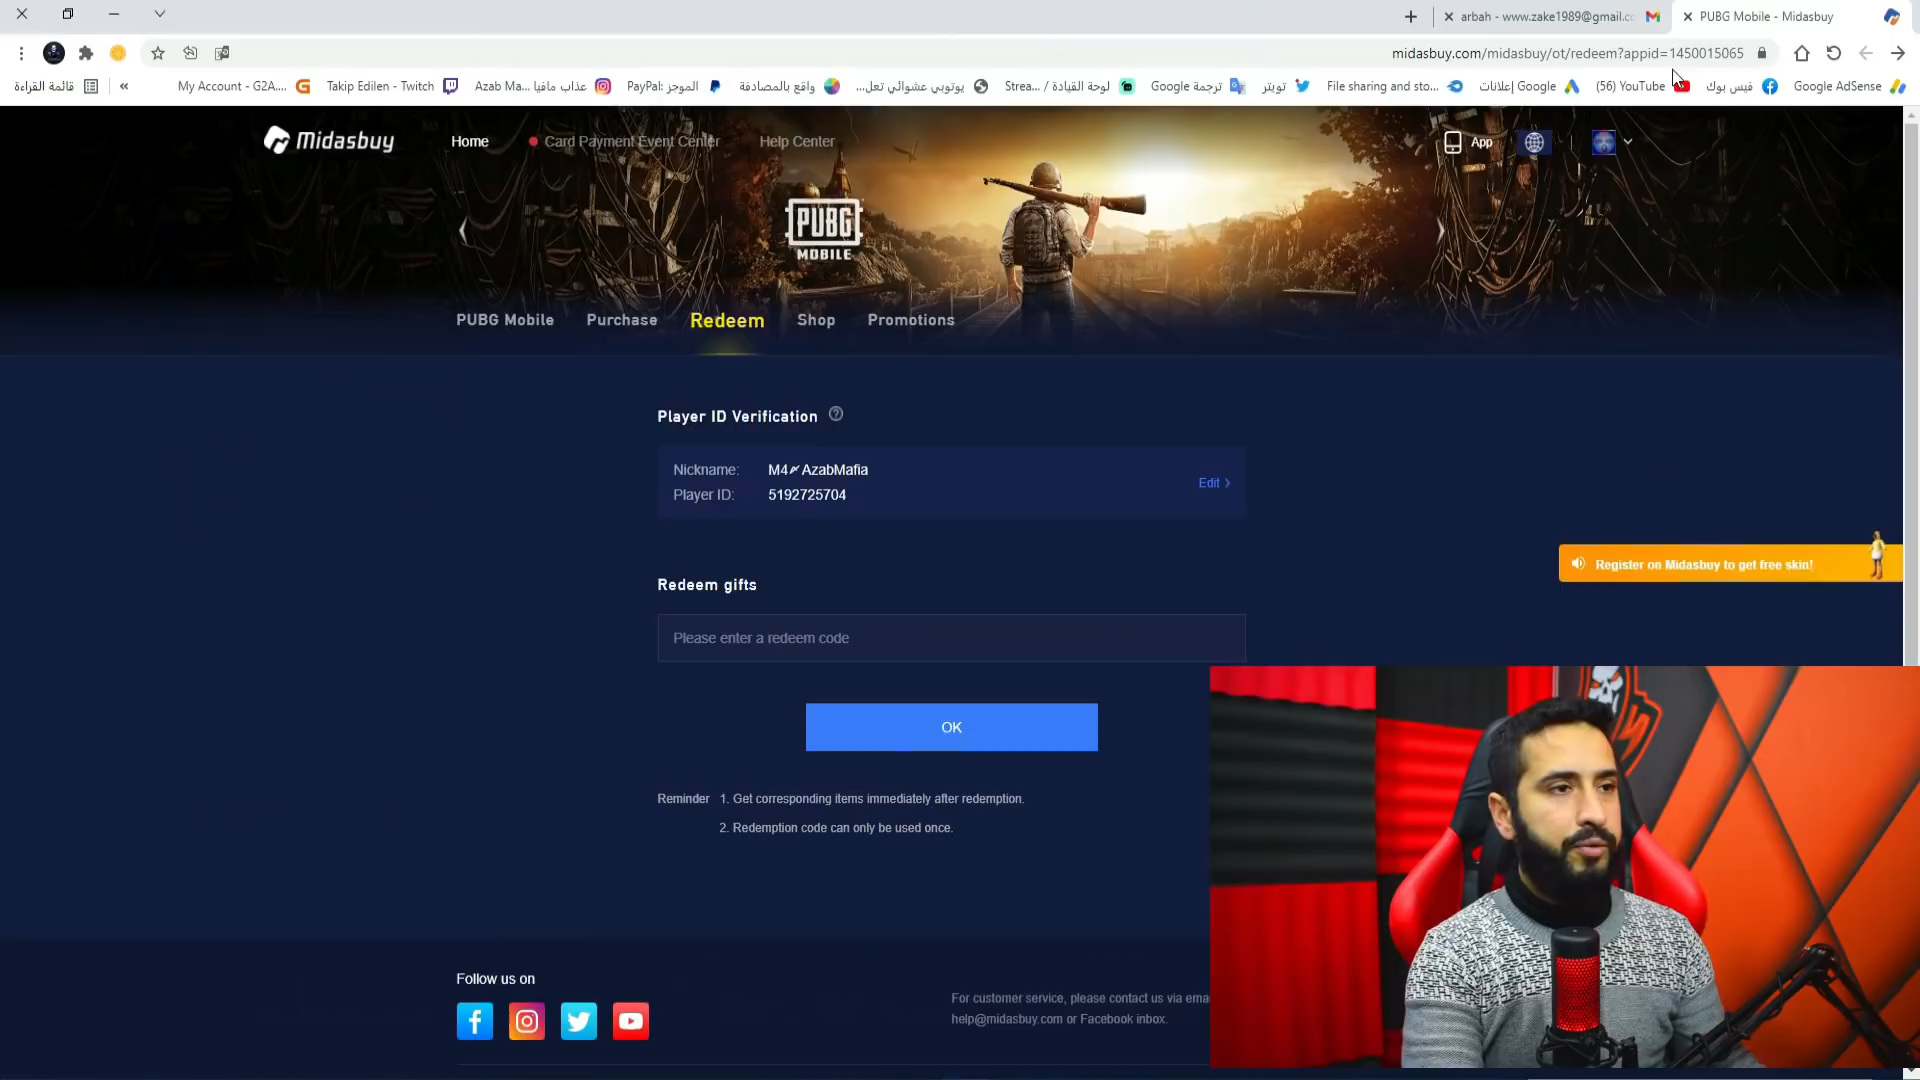 arbah - www.zake1989@gmail.c
PUBG Mobile - Midasbuy
midasbuy.com/midasbuy/ot/redeem?appid=1450015065
قائمة القراءة
«
My Account - G2A....
Takip Edilen - Twitch
Azab Ma... عذاب مافيا
PayPal: الموجز
واقع بالمصادفة
يوتوبي عشوائي تعل...
Strea... / لوحة القيادة
ترجمة Google
تويتر
File sharing and sto...
إعلانات Google
(56) YouTube
فيس بوك
Google AdSense
Midasbuy
Home
Card Payment Event Center
Help Center
App
PUBG
MOBILE
PUBG Mobile
Purchase
Redeem
Shop
Promotions
Player ID Verification
Nickname: M4 AzabMafia
Player ID: 5192725704
Edit
Register on Midasbuy to get free skin!
Redeem gifts
Please enter a redeem code
OK
Reminder 1. Get corresponding items immediately after redemption.
2. Redemption code can only be used once.
Follow us on
For customer service, please contact us via ema
help@midasbuy.com or Facebook inbox.